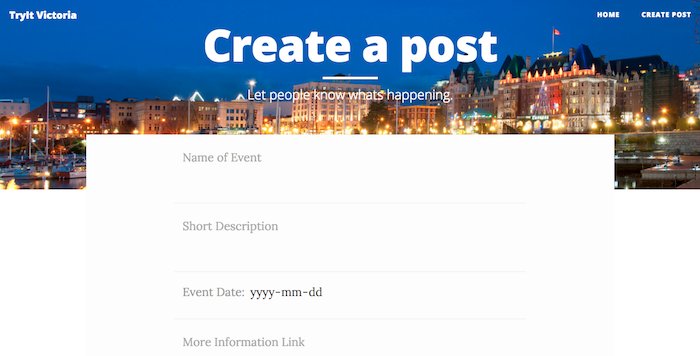 TryIt Victoria
HOME CREATE POST
Create a post
Let people know whats happening.
Name of Event
Short Description
Event Date: yyyy-mm-dd
More Information Link